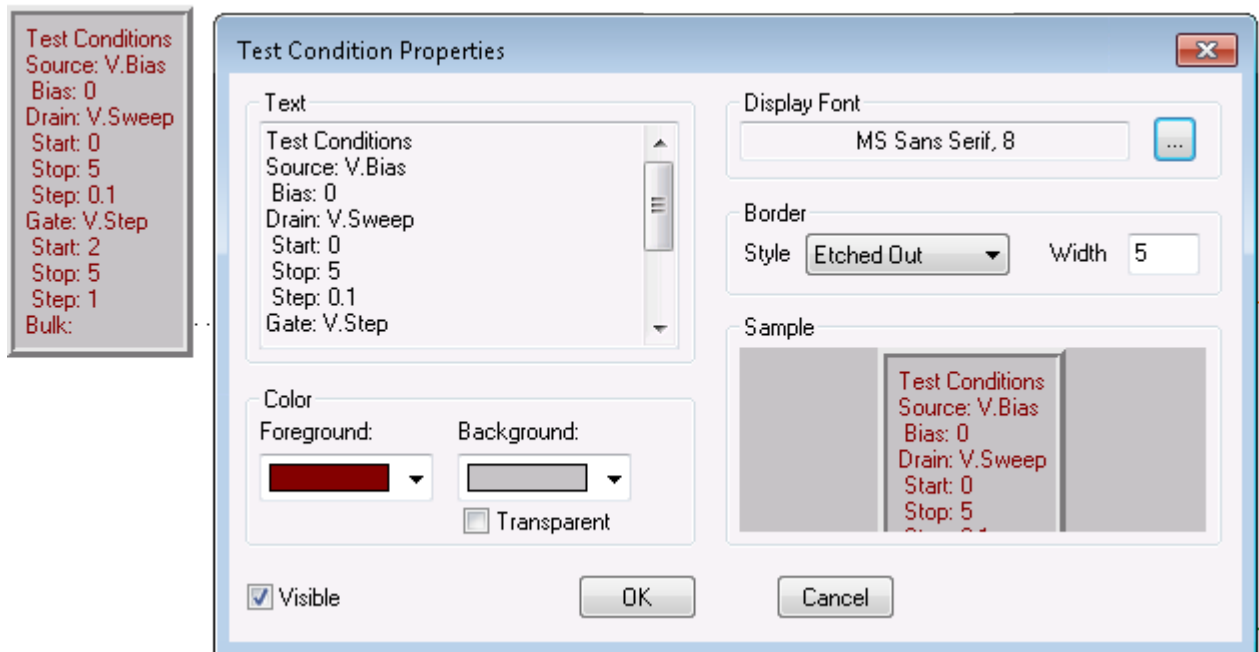 Test Conditions
Source: V.Bias
Bias: 0
Drain: V.Sweep
Start: 0
Stop: 5
Step: 0.1
Gate: V.Step
Start: 2
Stop: 5
Step: 1
Bulk:
Test Condition Properties
Text
Test Conditions
Source: V.Bias
Bias: 0
Drain: V.Sweep
Start: 0
Stop: 5
Step: 0.1
Gate: V.Step
Display Font
MS Sans Serif, 8
...
Border
Style Etched Out Width 5
Color
Foreground: Background:
Transparent
Sample
Test Conditions
Source: V.Bias
Bias: 0
Drain: V.Sweep
Start: 0
Stop: 5
Visible OK Cancel